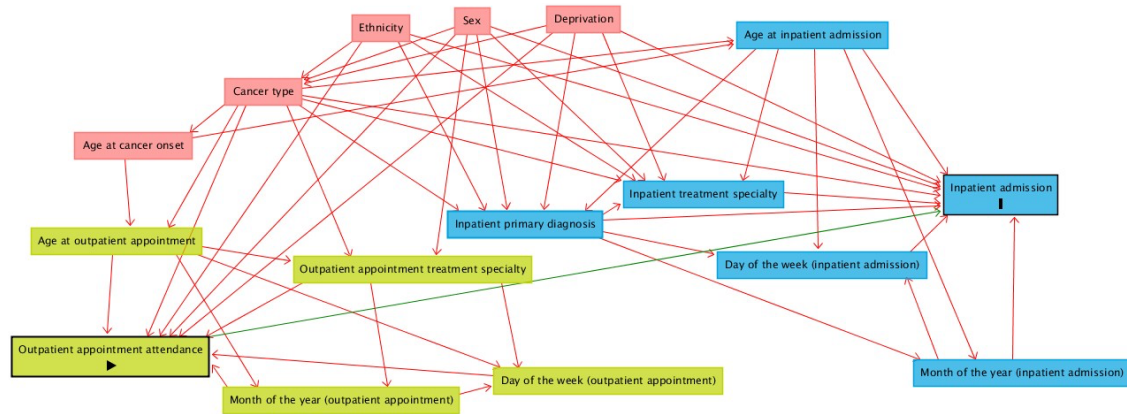 Ethnicity
Sex
Deprivation
Age at inpatient admission
Cancer type
Age at cancer onset
Inpatient treatment specialty
Inpatient admission
Inpatient primary diagnosis
Age at outpatient appointment
Outpatient appointment treatment specialty
Day of the week (inpatient admission)
Outpatient appointment attendance
Day of the week (outpatient appointment)
Month of the year (inpatient admission)
Month of the year (outpatient appointment)